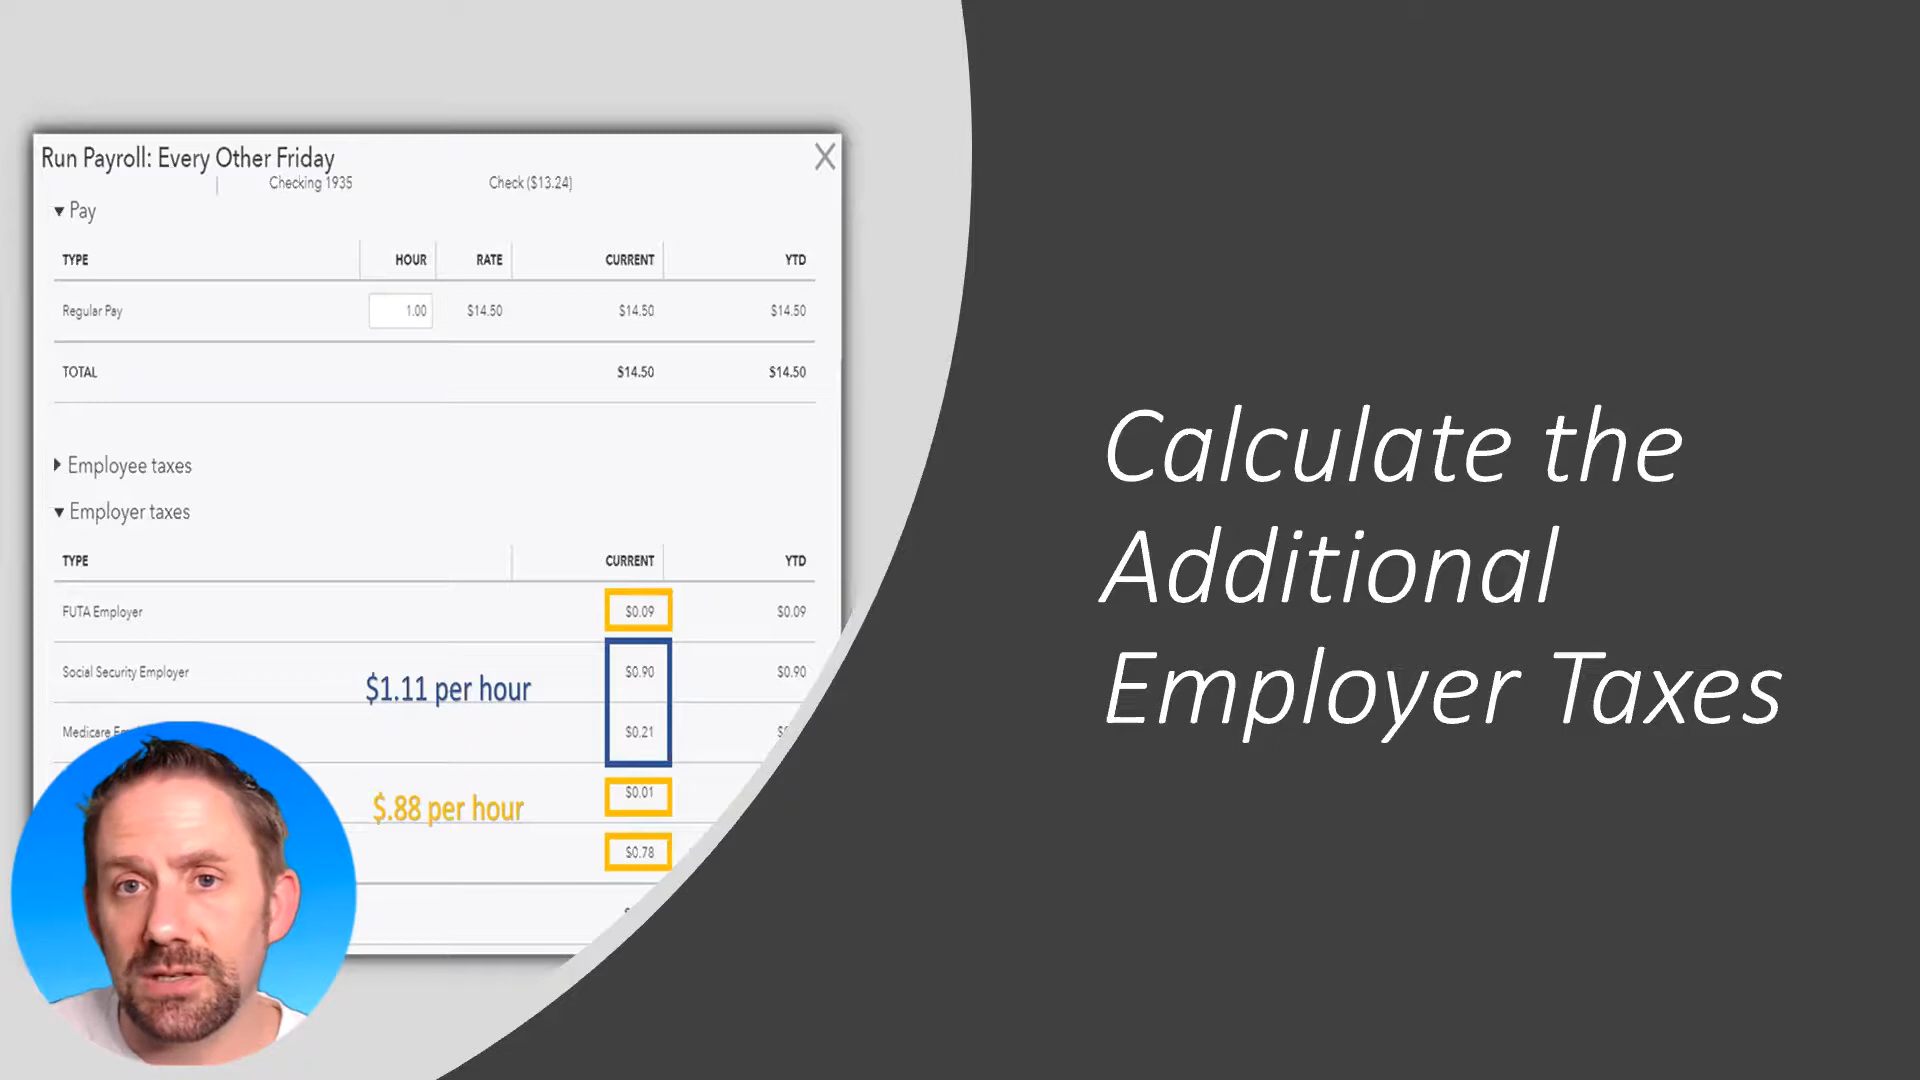 Run Payroll: Every Other Friday
Checking 1935 Check ($13.24)
Pay
TYPE HOUR RATE CURRENT YTD
Regular Pay 1.00 $14.50 $14.50 $14.50
TOTAL $14.50 $14.50
Employee taxes
Employer taxes
TYPE CURRENT YTD
FUTA Employer $0.09 $0.09
Social Security Employer $0.90 $0.90
$1.11 per hour
Medicare $0.21
$0.01
$.88 per hour
$0.78
Calculate the
Additional
Employer Taxes